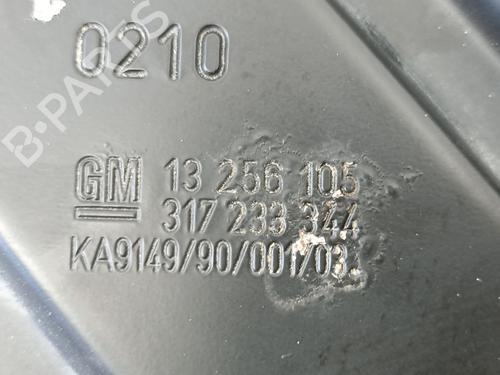 0210
B-PARTS
GM 13 256 105
317 233 344
KA9149/90/001/03